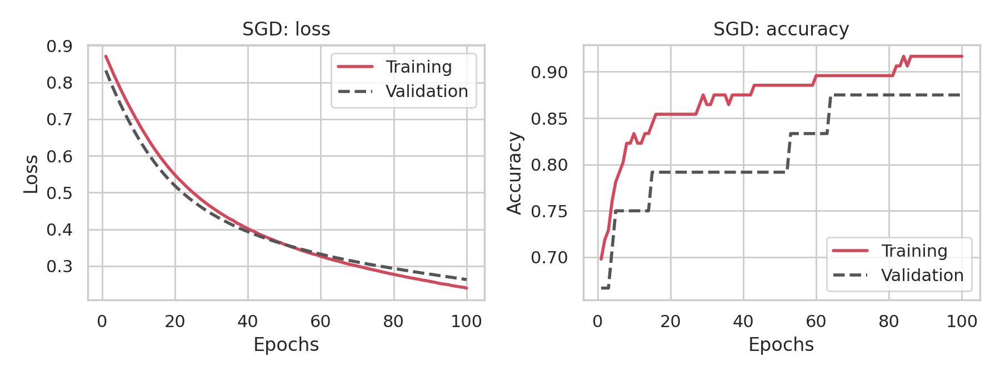 SGD: loss
0.9
0.8
0.7
0.6
0.5
0.4
0.3
Loss
Training
Validation
0 20 40 60 80 100
Epochs
SGD: accuracy
0.90
0.85
0.80
0.75
0.70
Accuracy
Training
Validation
0 20 40 60 80 100
Epochs